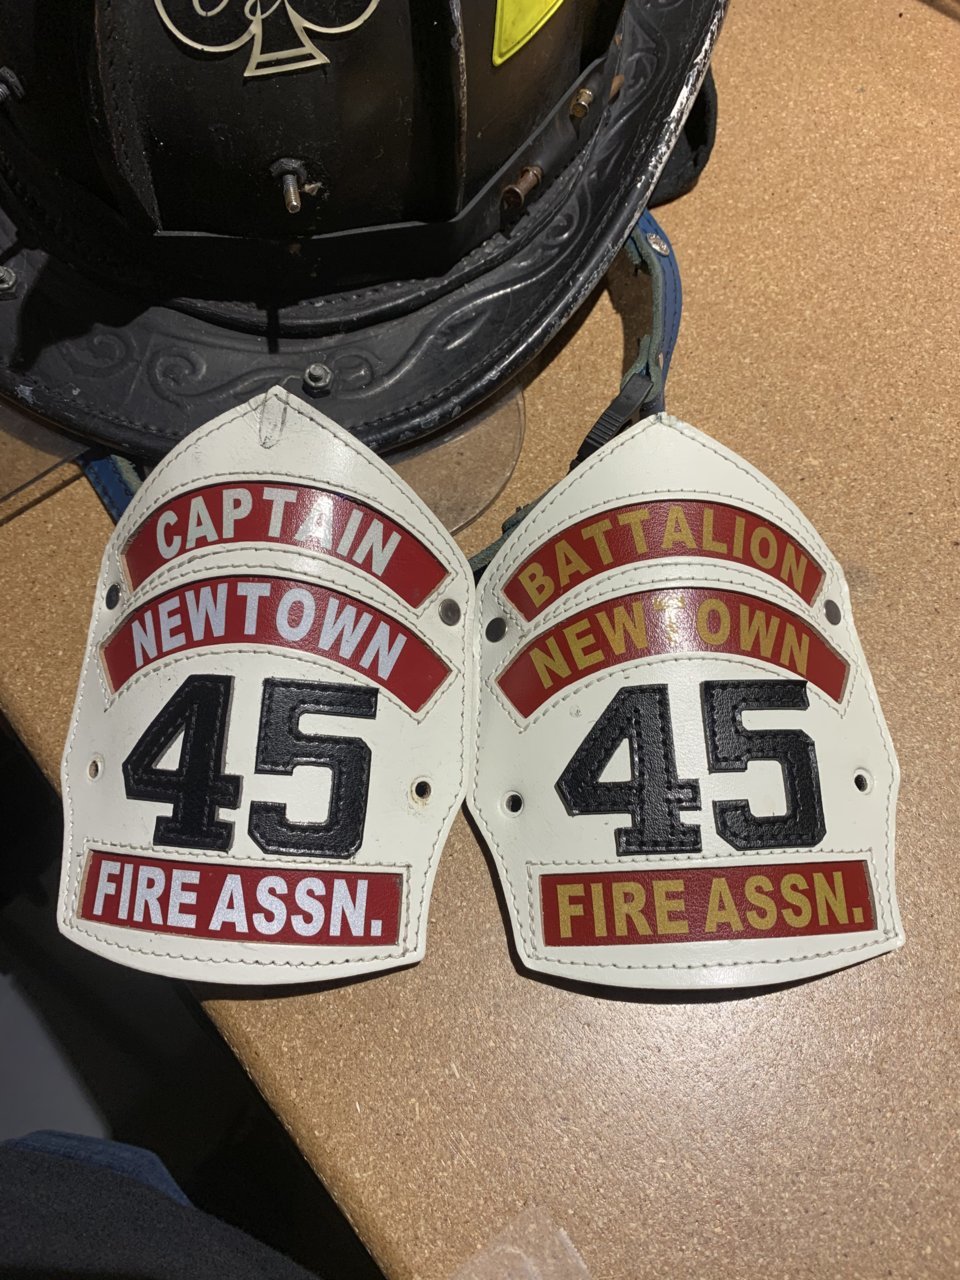 CAPTAIN
NEWTOWN
45
FIRE ASSN.
BATTALION
NEWTOWN
45
FIRE ASSN.